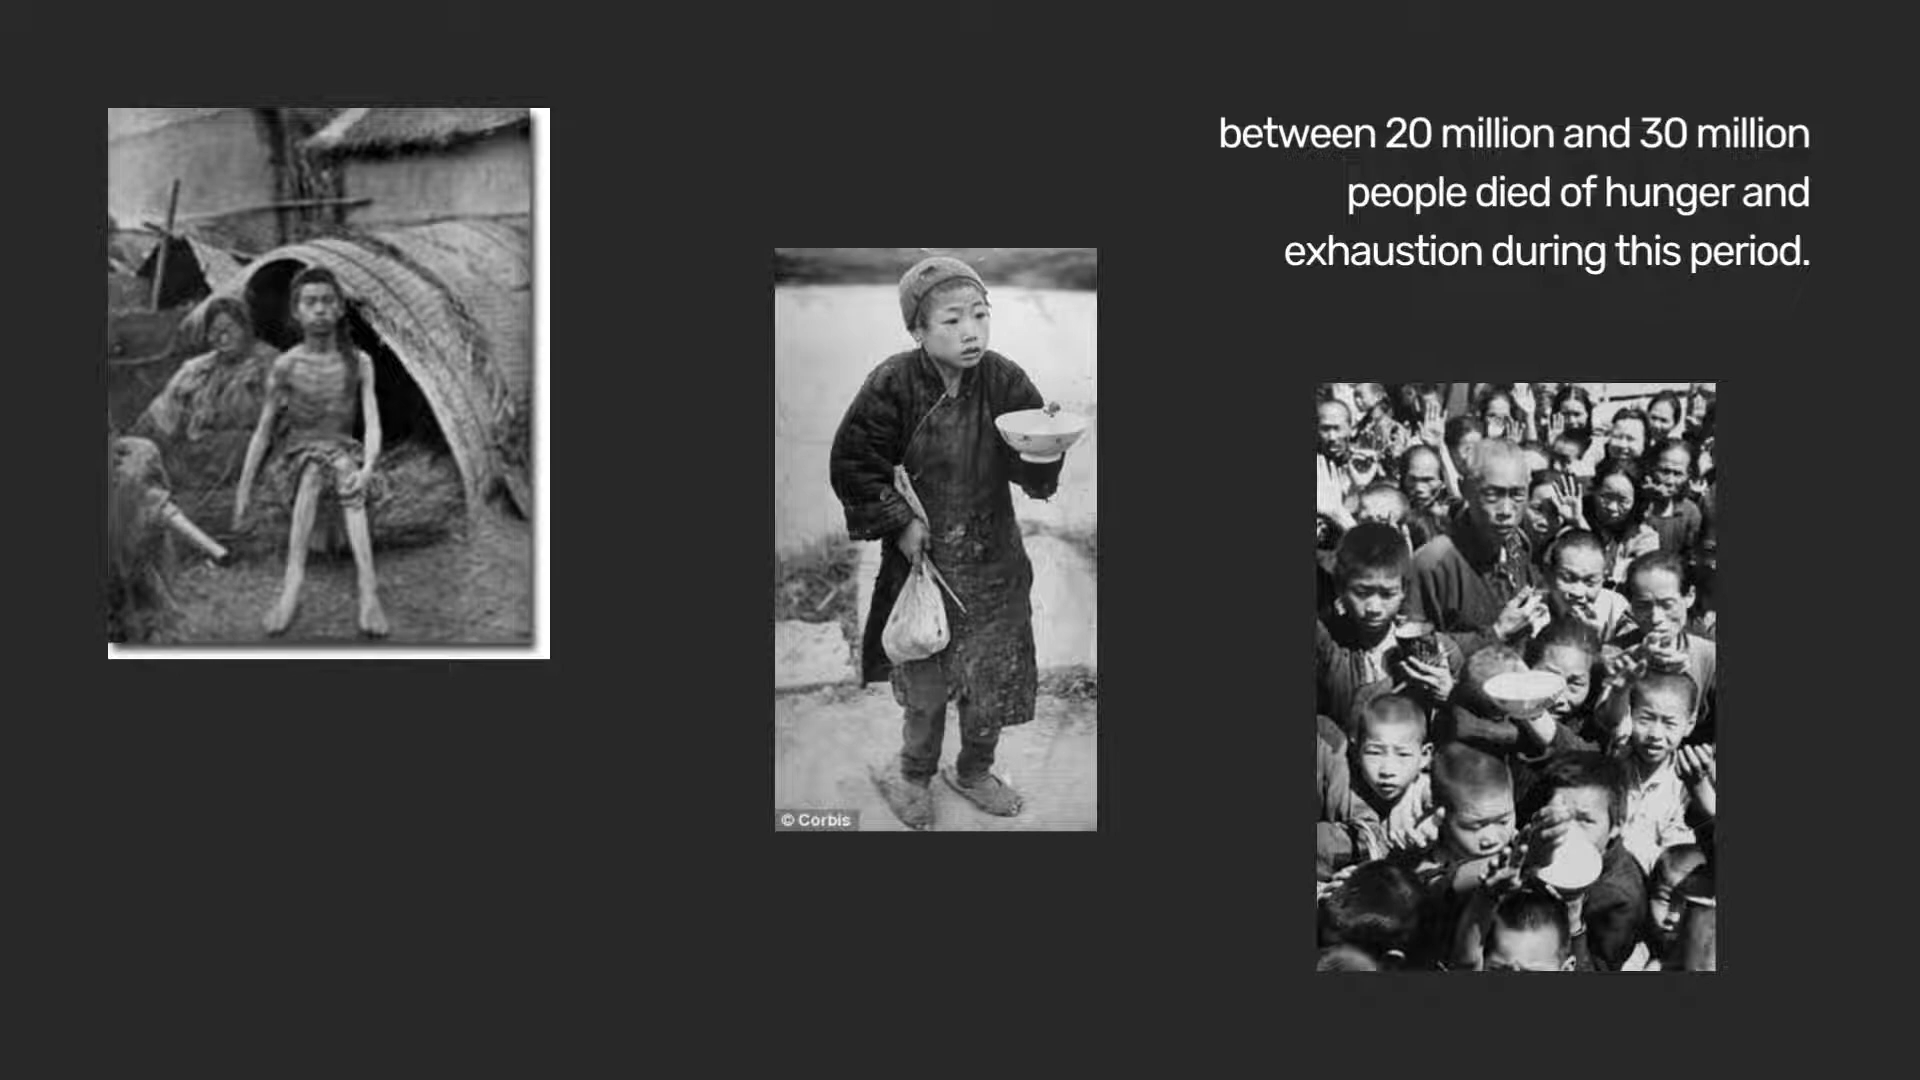 between 20 million and 30 million
people died of hunger and
exhaustion during this period.
© Corbis